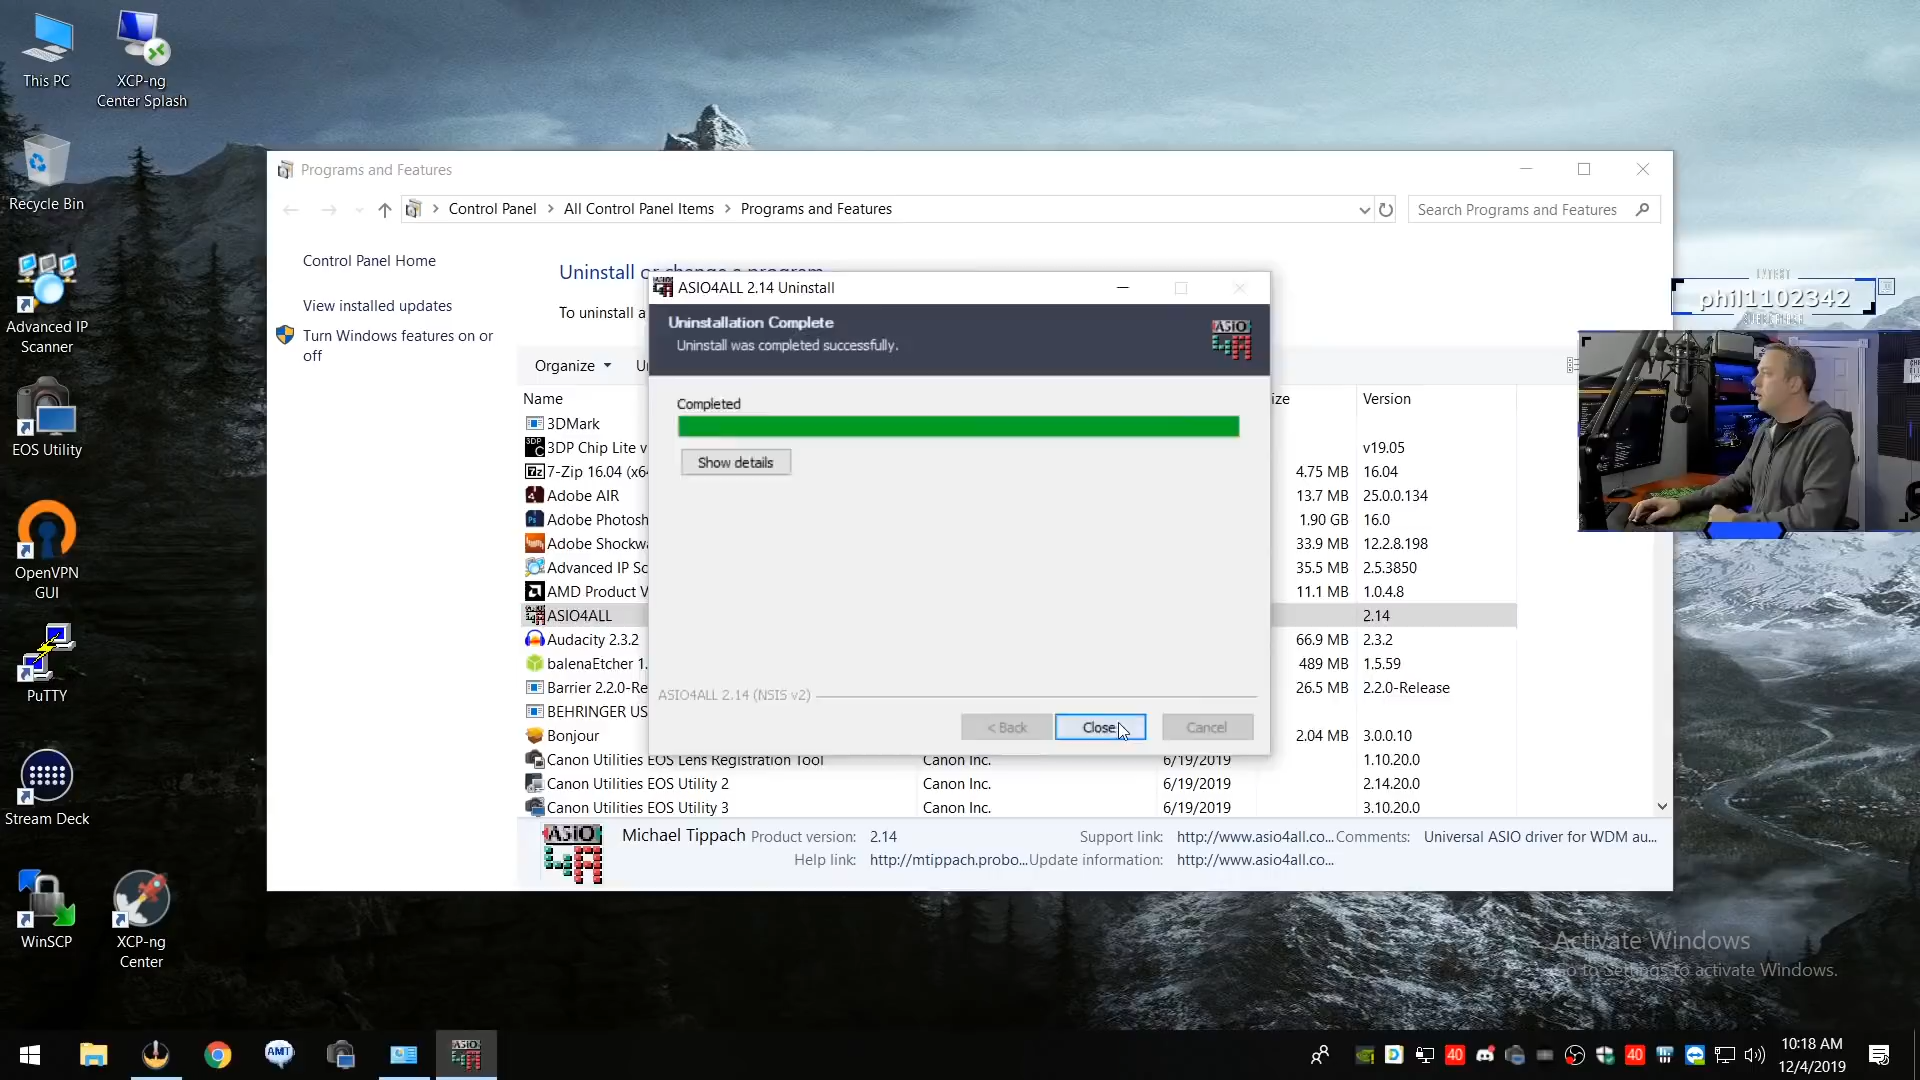 This PC
XCP-ng
Center Splash
Recycle Bin
Advanced IP
Scanner
EOS Utility
OpenVPN
GUI
PuTTY
Stream Deck
WinSCP
XCP-ng
Center
Programs and Features
Control Panel
All Control Panel Items
Programs and Features
Search Programs and Features
Control Panel Home
View installed updates
Turn Windows features on or
off
Uninstall or change a program
To uninstall a
Organize
ASIO4ALL 2.14 Uninstall
Uninstallation Complete
Uninstall was completed successfully.
ASIO
Completed
Show details
ASIO4ALL 2.14 (NSIS v2)
< Back
Close
Cancel
Name
ize
Version
3DMark
3DP Chip Lite v
v19.05
7-Zip 16.04 (x6
4.75 MB
16.04
Adobe AIR
13.7 MB
25.0.0.134
Adobe Photosh
1.90 GB
16.0
Adobe Shockwa
33.9 MB
12.2.8.198
Advanced IP Sc
35.5 MB
2.5.3850
AMD Product V
11.1 MB
1.0.4.8
ASIO4ALL
2.14
Audacity 2.3.2
66.9 MB
2.3.2
balenaEtcher 1.
489 MB
1.5.59
Barrier 2.2.0-Re
26.5 MB
2.2.0-Release
BEHRINGER US
Bonjour
2.04 MB
3.0.0.10
Canon Utilities EOS Lens Registration Tool
Canon Inc.
6/19/2019
1.10.20.0
Canon Utilities EOS Utility 2
Canon Inc.
6/19/2019
2.14.20.0
Canon Utilities EOS Utility 3
Canon Inc.
6/19/2019
3.10.20.0
ASIO
Michael Tippach
Product version:
2.14
Support link:
http://www.asio4all.co...
Comments:
Universal ASIO driver for WDM au...
Help link:
http://mtippach.probo...
Update information:
http://www.asio4all.co...
LATEST
phil1102342
SUBSCRIBER
Activate Windows
Go to Settings to activate Windows.
AMT
40
40
10:18 AM
12/4/2019